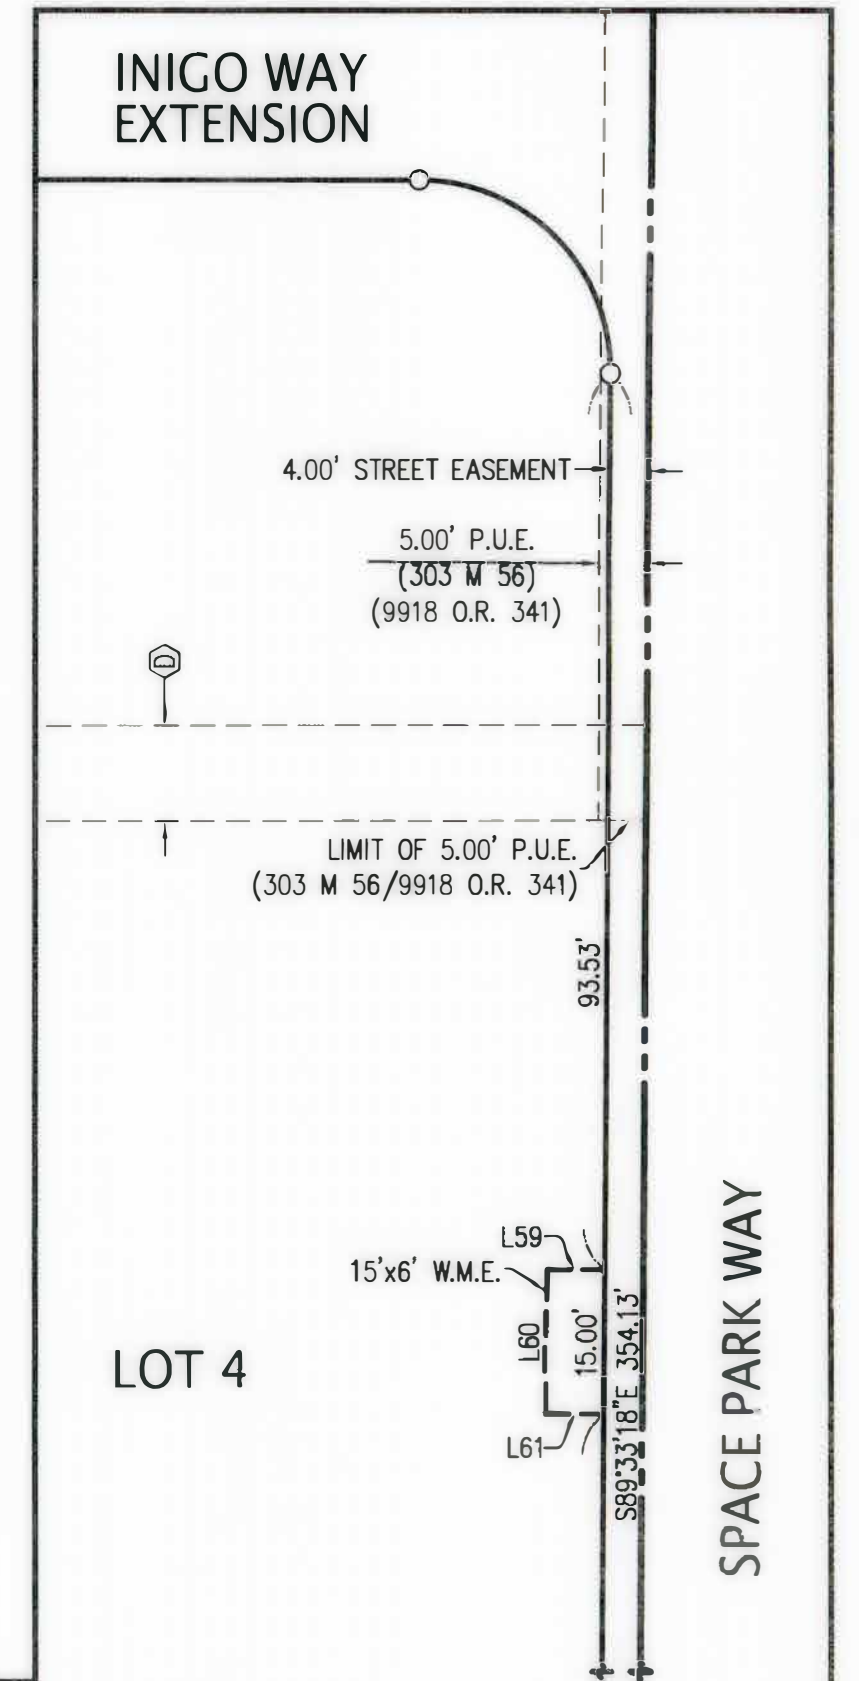 INIGO WAY
EXTENSION
4.00' STREET EASEMENT
5.00' P.U.E.
(303 M 56)
(9918 O.R. 341)
LIMIT OF 5.00' P.U.E.
(303 M 56/9918 O.R. 341)
93.53'
L59
15'x6' W.M.E.
L60
15.00'
S89°33'18"E 354.13'
LOT 4
L61
SPACE PARK WAY